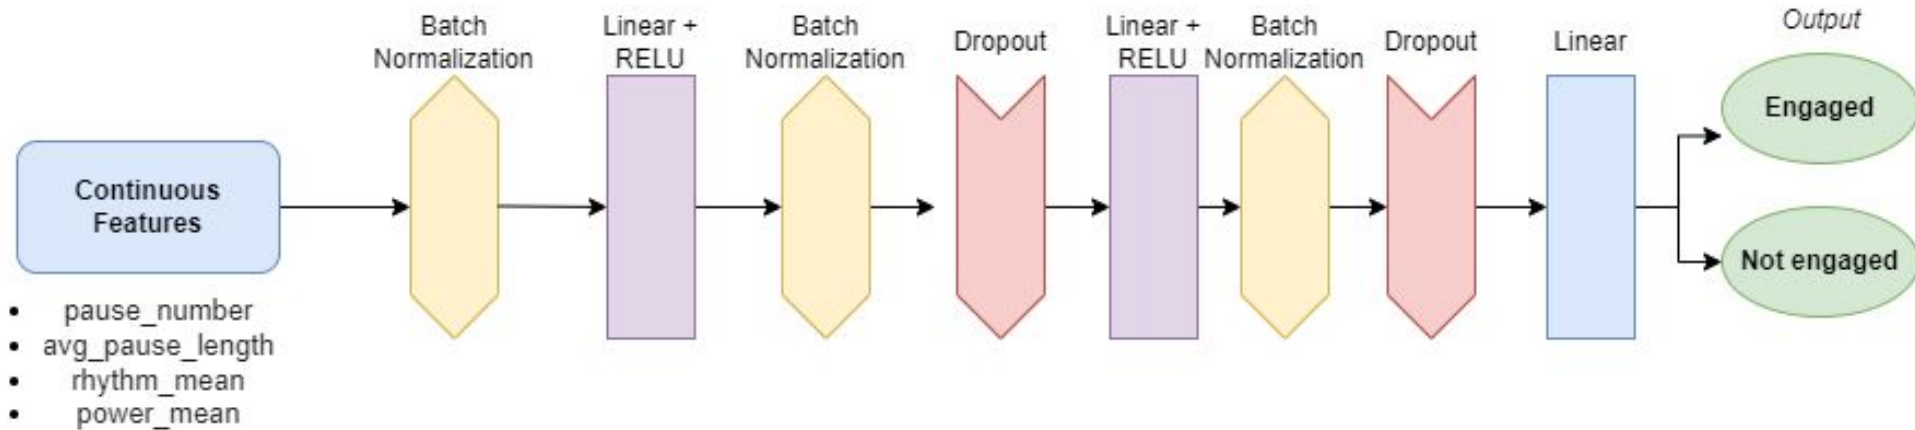 Batch
Normalization
Linear +
RELU
Batch
Normalization
Dropout
Linear +
RELU
Batch
Normalization
Dropout
Linear
Output
Engaged
Not engaged
Continuous
Features
• pause_number
• avg_pause_length
• rhythm_mean
• power_mean